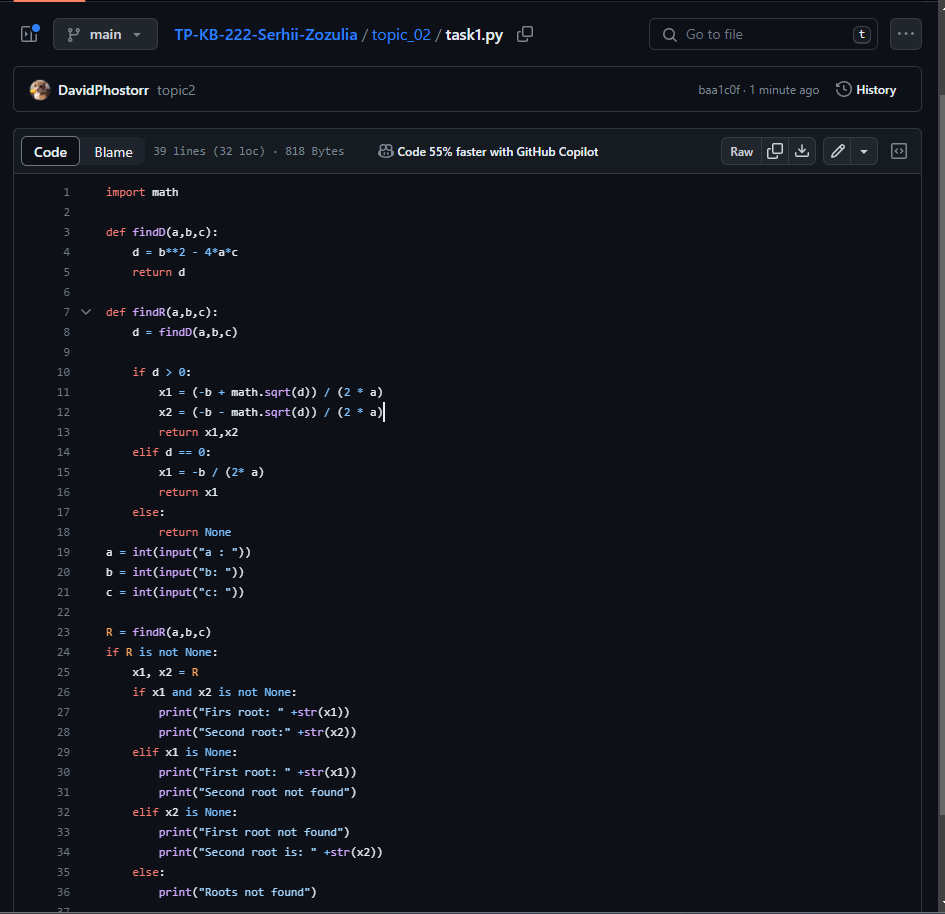 main
TP-KB-222-Serhii-Zozulia / topic_02 / task1.py
Go to file
t
DavidPhostorr topic2
baa1c0f · 1 minute ago
History
Code
Blame
39 lines (32 loc) · 818 Bytes
Code 55% faster with GitHub Copilot
Raw
1 import math
2
3 def findD(a,b,c):
4 d = b**2 - 4*a*c
5 return d
6
7 def findR(a,b,c):
8 d = findD(a,b,c)
9
10 if d > 0:
11 x1 = (-b + math.sqrt(d)) / (2 * a)
12 x2 = (-b - math.sqrt(d)) / (2 * a)
13 return x1,x2
14 elif d == 0:
15 x1 = -b / (2* a)
16 return x1
17 else:
18 return None
19 a = int(input("a : "))
20 b = int(input("b: "))
21 c = int(input("c: "))
22
23 R = findR(a,b,c)
24 if R is not None:
25 x1, x2 = R
26 if x1 and x2 is not None:
27 print("Firs root: " +str(x1))
28 print("Second root:" +str(x2))
29 elif x1 is None:
30 print("First root: " +str(x1))
31 print("Second root not found")
32 elif x2 is None:
33 print("First root not found")
34 print("Second root is: " +str(x2))
35 else:
36 print("Roots not found")
37